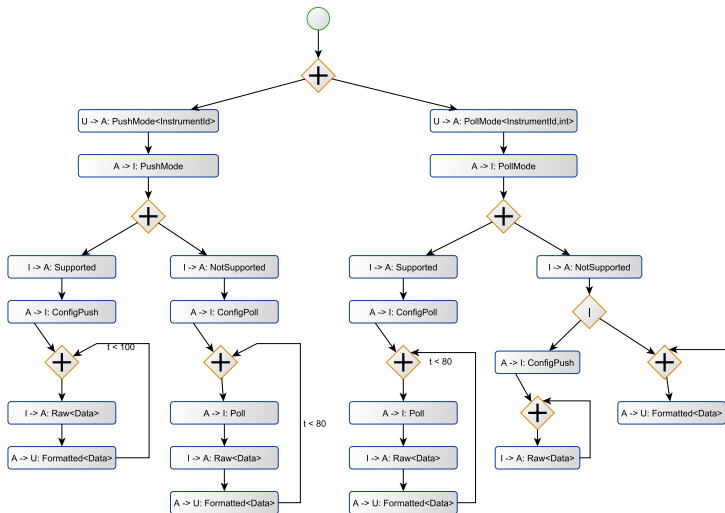 U -> A: PushMode<InstrumentId>
U -> A: PollMode<InstrumentId,int>
A -> I: PushMode
A -> I: PollMode
I -> A: Supported
I -> A: NotSupported
I -> A: Supported
I -> A: NotSupported
A -> I: ConfigPush
A -> I: ConfigPoll
A -> I: ConfigPoll
|
t < 100
t < 80
A -> I: ConfigPush
I -> A: Raw<Data>
A -> I: Poll
A -> I: Poll
A -> U: Formatted<Data>
t < 80
A -> U: Formatted<Data>
I -> A: Raw<Data>
I -> A: Raw<Data>
I -> A: Raw<Data>
A -> U: Formatted<Data>
A -> U: Formatted<Data>